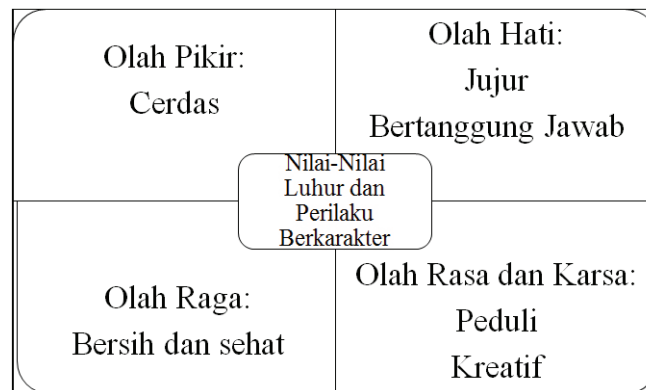 Olah Pikir:
Cerdas
Olah Hati:
Jujur
Bertanggung Jawab
Nilai-Nilai
Luhur dan
Perilaku
Berkarakter
Olah Raga:
Bersih dan sehat
Olah Rasa dan Karsa:
Peduli
Kreatif